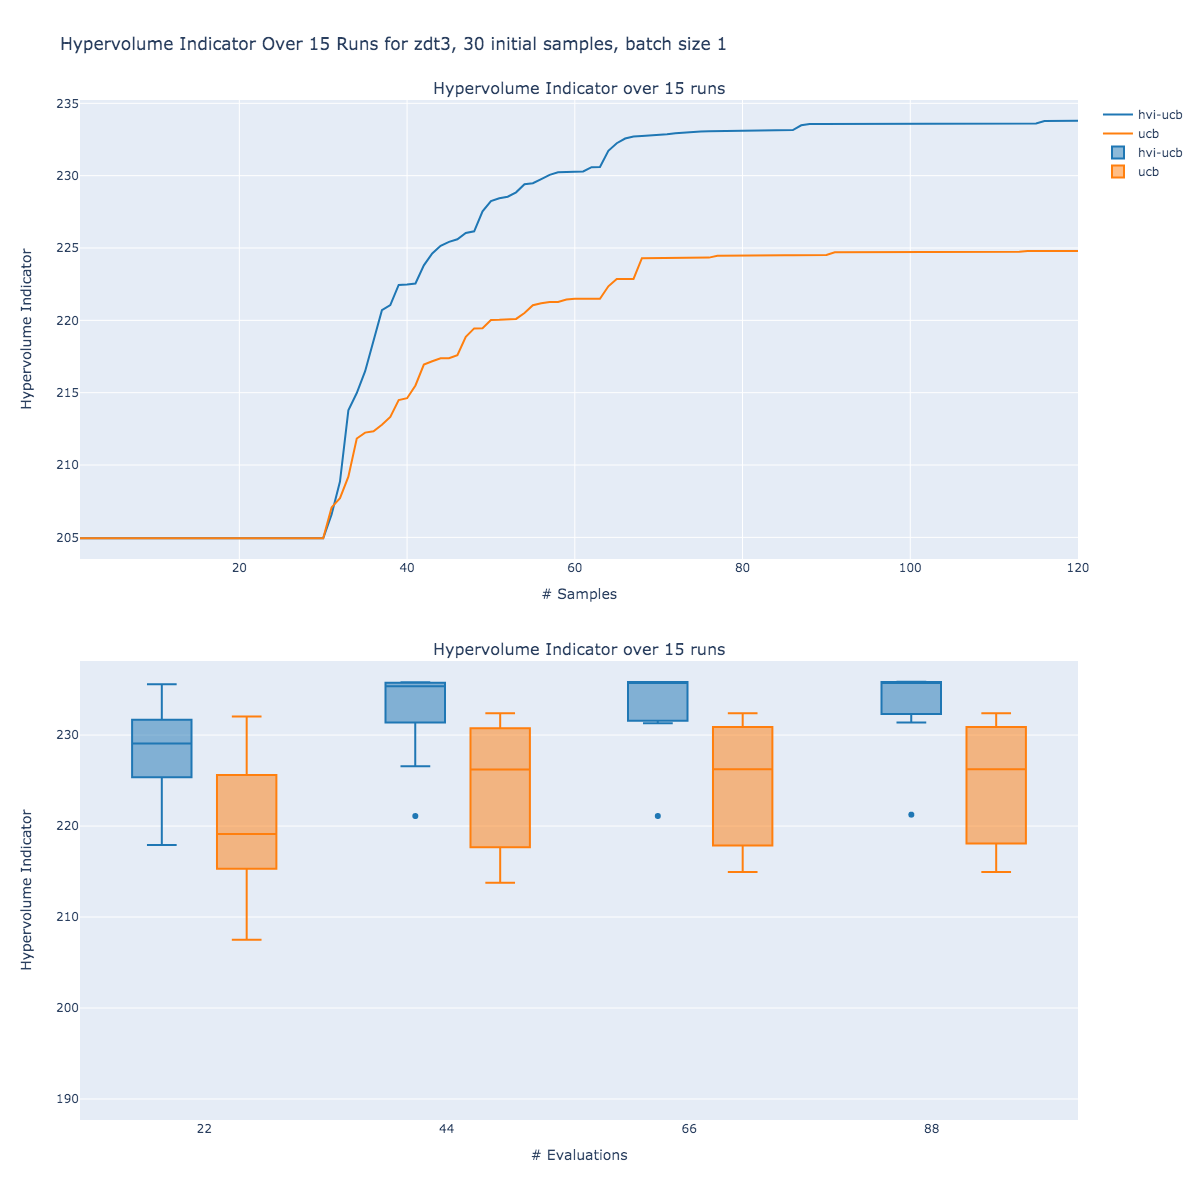 Hypervolume Indicator Over 15 Runs for zdt3, 30 initial samples, batch size 1
Hypervolume Indicator over 15 runs
235
230
225
220
215
210
205
Hypervolume Indicator
20
40
60
80
100
120
# Samples
hvi-ucb
ucb
hvi-ucb
ucb
Hypervolume Indicator over 15 runs
230
220
210
200
190
Hypervolume Indicator
22
44
66
88
# Evaluations